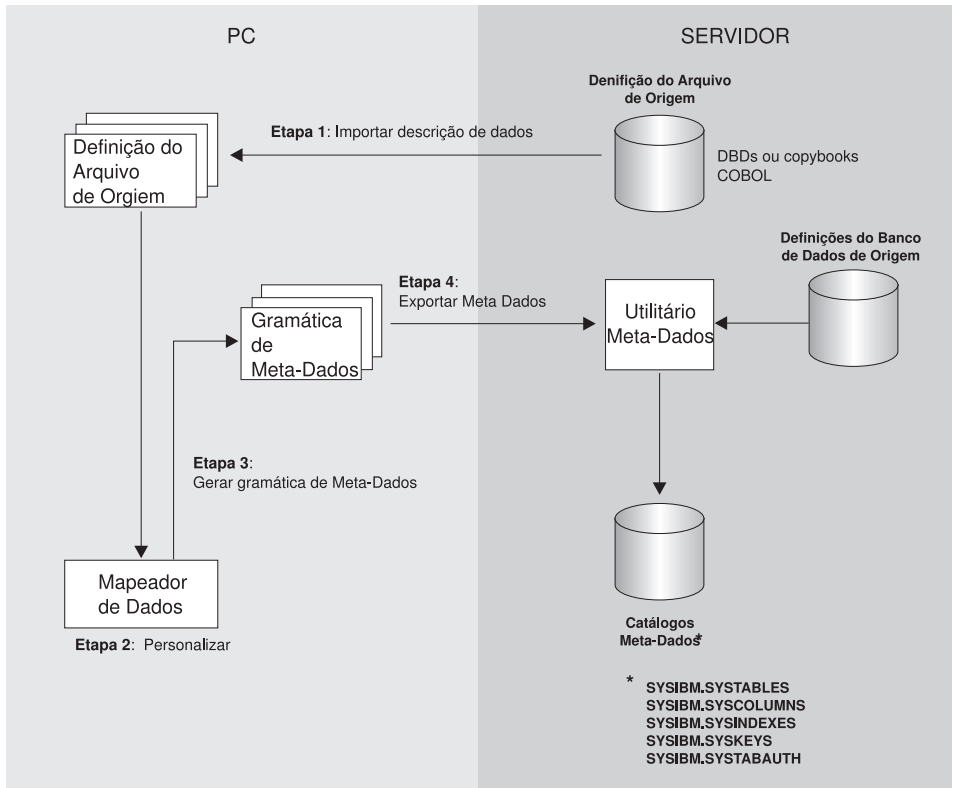 PC
SERVIDOR
Denifição do Arquivo
de Origem
Etapa 1: Importar descrição de dados
DBDs ou copybooks
COBOL
Definição do
Arquivo
de Orgiem
Definições do Banco
de Dados de Origem
Etapa 4:
Exportar Meta Dados
Gramática
de
Meta-Dados
Utilitário
Meta-Dados
Etapa 3:
Gerar gramática de Meta-Dados
Mapeador
de Dados
Etapa 2: Personalizar
Catálogos
Meta-Dados*
* SYSIBM.SYSTABLES
SYSIBM.SYSCOLUMNS
SYSIBM.SYSINDEXES
SYSIBM.SYSKEYS
SYSIBM.SYSTABAUTH